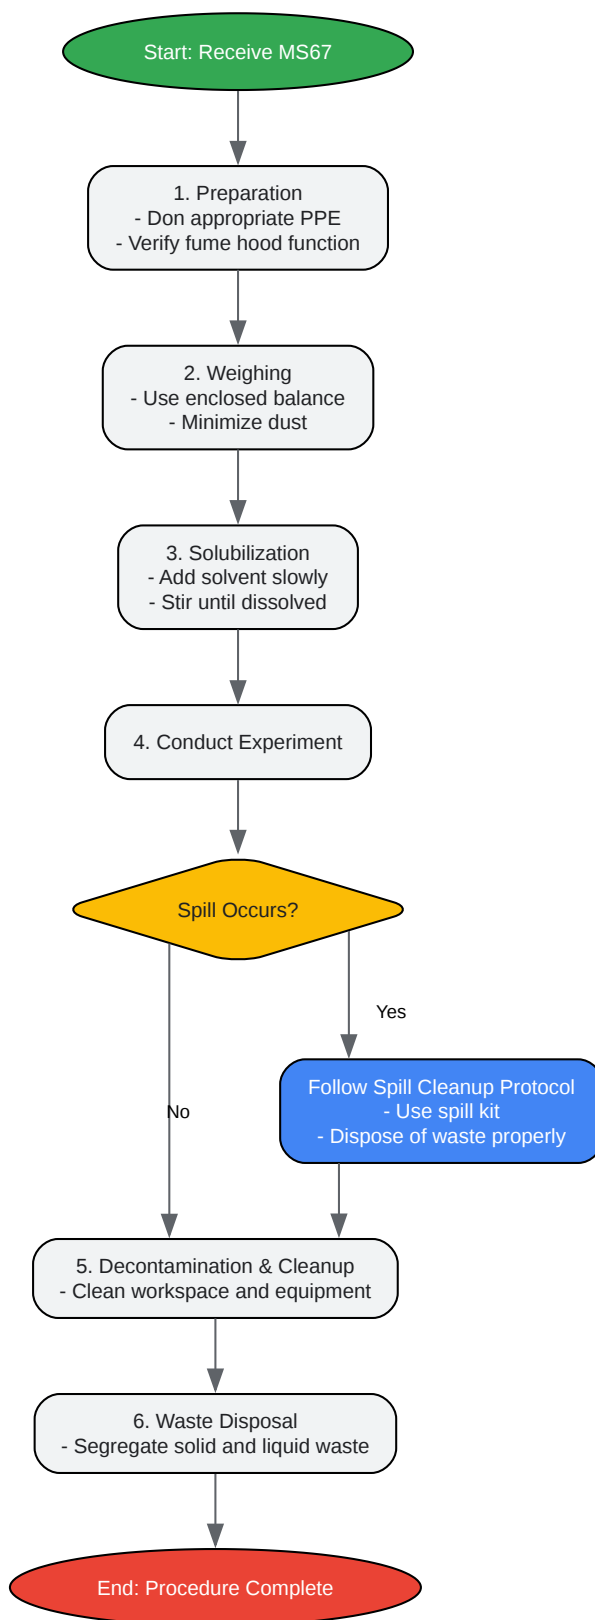 Start: Receive MS67
1. Preparation
- Don appropriate PPE
- Verify fume hood function
2. Weighing
- Use enclosed balance
- Minimize dust
3. Solubilization
- Add solvent slowly
- Stir until dissolved
4. Conduct Experiment
Spill Occurs?
Yes
Follow Spill Cleanup Protocol
- Use spill kit
- Dispose of waste properly
No
5. Decontamination & Cleanup
- Clean workspace and equipment
6. Waste Disposal
- Segregate solid and liquid waste
End: Procedure Complete